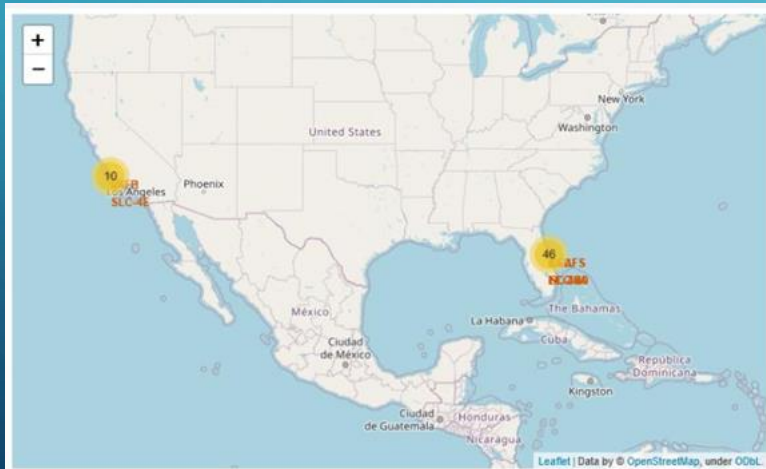 +
−
New York
United States
Washington
10
Los Angeles
Phoenix
SLC-4E
46
AFS
México
The Bahamas
La Habana
Cuba
Ciudad
de México
República
Dominicana
Kingston
Ciudad
de Guatemala
Honduras
Nicaragua
Leaflet | Data by © OpenStreetMap, under ODbL.